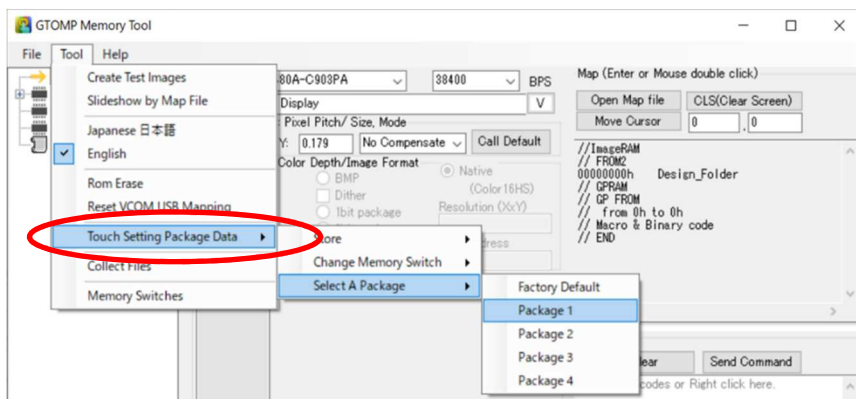 GTOMP Memory Tool
File Tool Help
Create Test Images
Slideshow by Map File
Japanese 日本語
English
Rom Erase
Reset VCOM USB Mapping
Touch Setting Package Data
Collect Files
Memory Switches
Store
Change Memory Switch
Select A Package
Factory Default
Package 1
Package 2
Package 3
Package 4
80A-C903PA 38400 BPS
Display V
Pixel Pitch/ Size, Mode
Y: 0.179 No Compensate Call Default
Color Depth/Image Format
BMP
Dither
1bit package
Native
(Color16HS)
Resolution (X:Y)
dress
Map (Enter or Mouse double click)
Open Map file CLS(Clear Screen)
Move Cursor 0 , 0
//ImageRAM
// FROM2
00000000h Design_Folder
// GPRAM
// GP FROM
// from 0h to 0h
// Macro & Binary code
// END
lear Send Command
codes or Right click here.